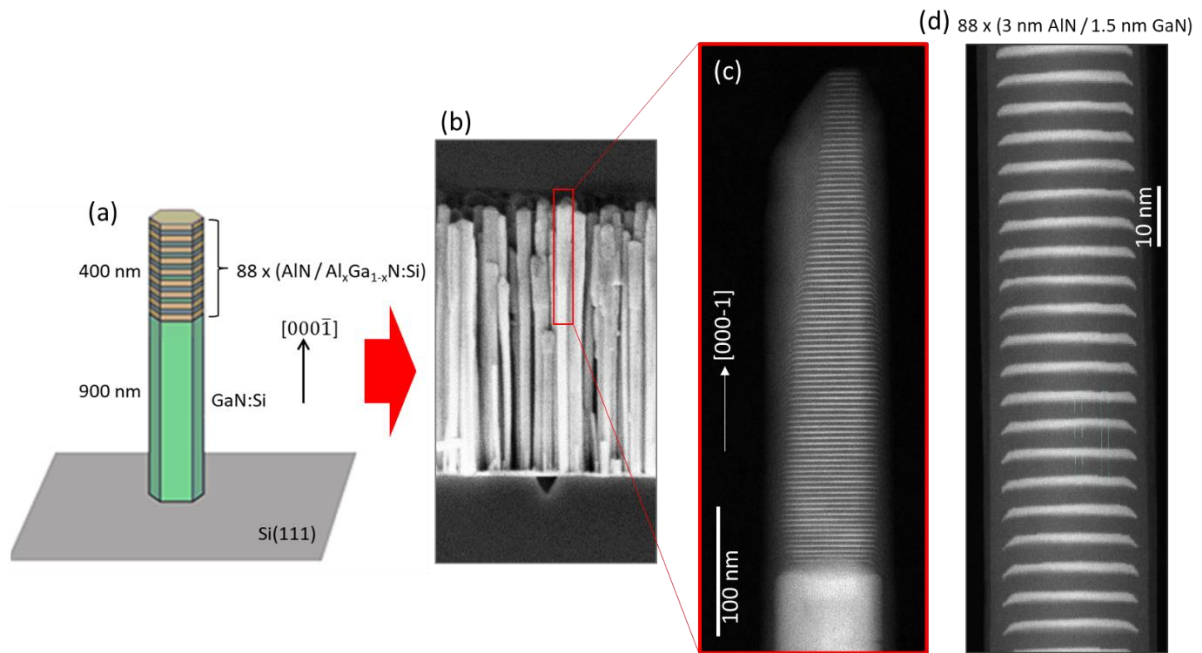 (a)
400 nm
88 x (AlN / AlₓGa₁₋ₓN:Si)
[0001̅]
900 nm
GaN:Si
Si(111)
(b)
(c)
[000-1]
100 nm
(d) 88 x (3 nm AlN / 1.5 nm GaN)
10 nm